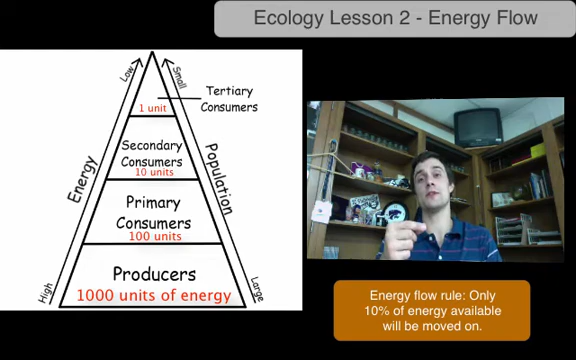 Ecology Lesson 2 - Energy Flow
Low
Small
Tertiary
Consumers
1 unit
Secondary
Consumers
10 units
Energy
Population
Primary
Consumers
100 units
Producers
1000 units of energy
High
Large
Energy flow rule: Only
10% of energy available
will be moved on.